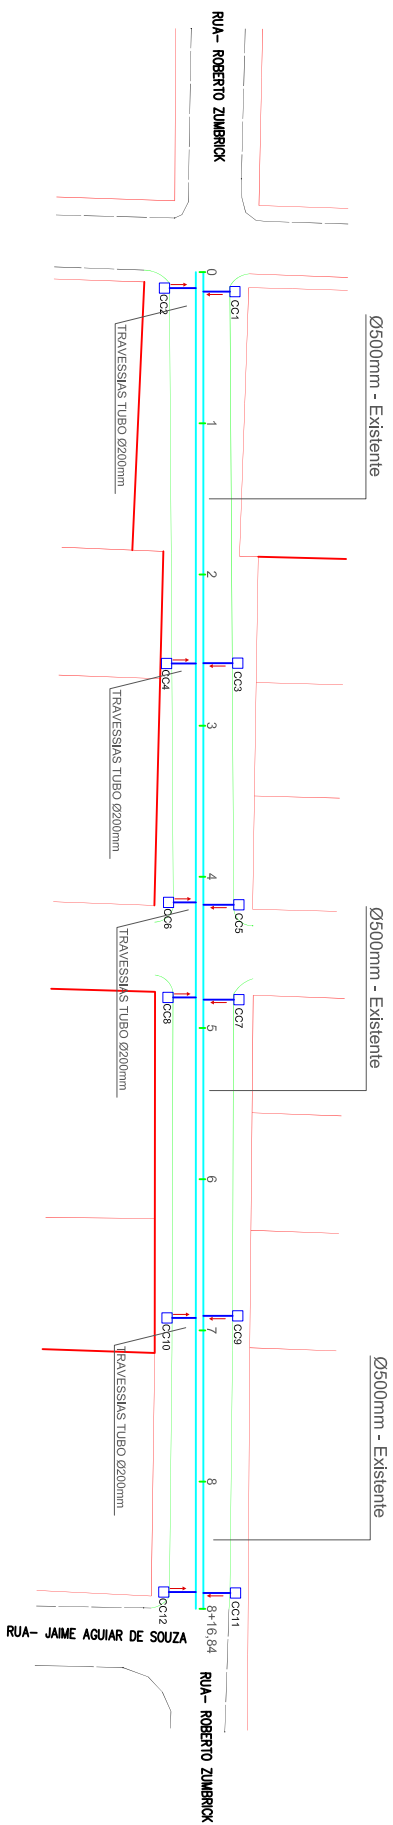 RUA- ROBERTO ZUMBRICK
0
CC1
CC2
Ø500mm - Existente
TRAVESSIAS TUBO Ø200mm
1
2
CC3
CC4
3
TRAVESSIAS TUBO Ø200mm
4
CC5
CC6
Ø500mm - Existente
TRAVESSIAS TUBO Ø200mm
CC7
CC8
5
6
CC9
CC10
7
TRAVESSIAS TUBO Ø200mm
Ø500mm - Existente
8
CC11
CC12
8+16,84
RUA- JAIME AGUIAR DE SOUZA
RUA- ROBERTO ZUMBRICK